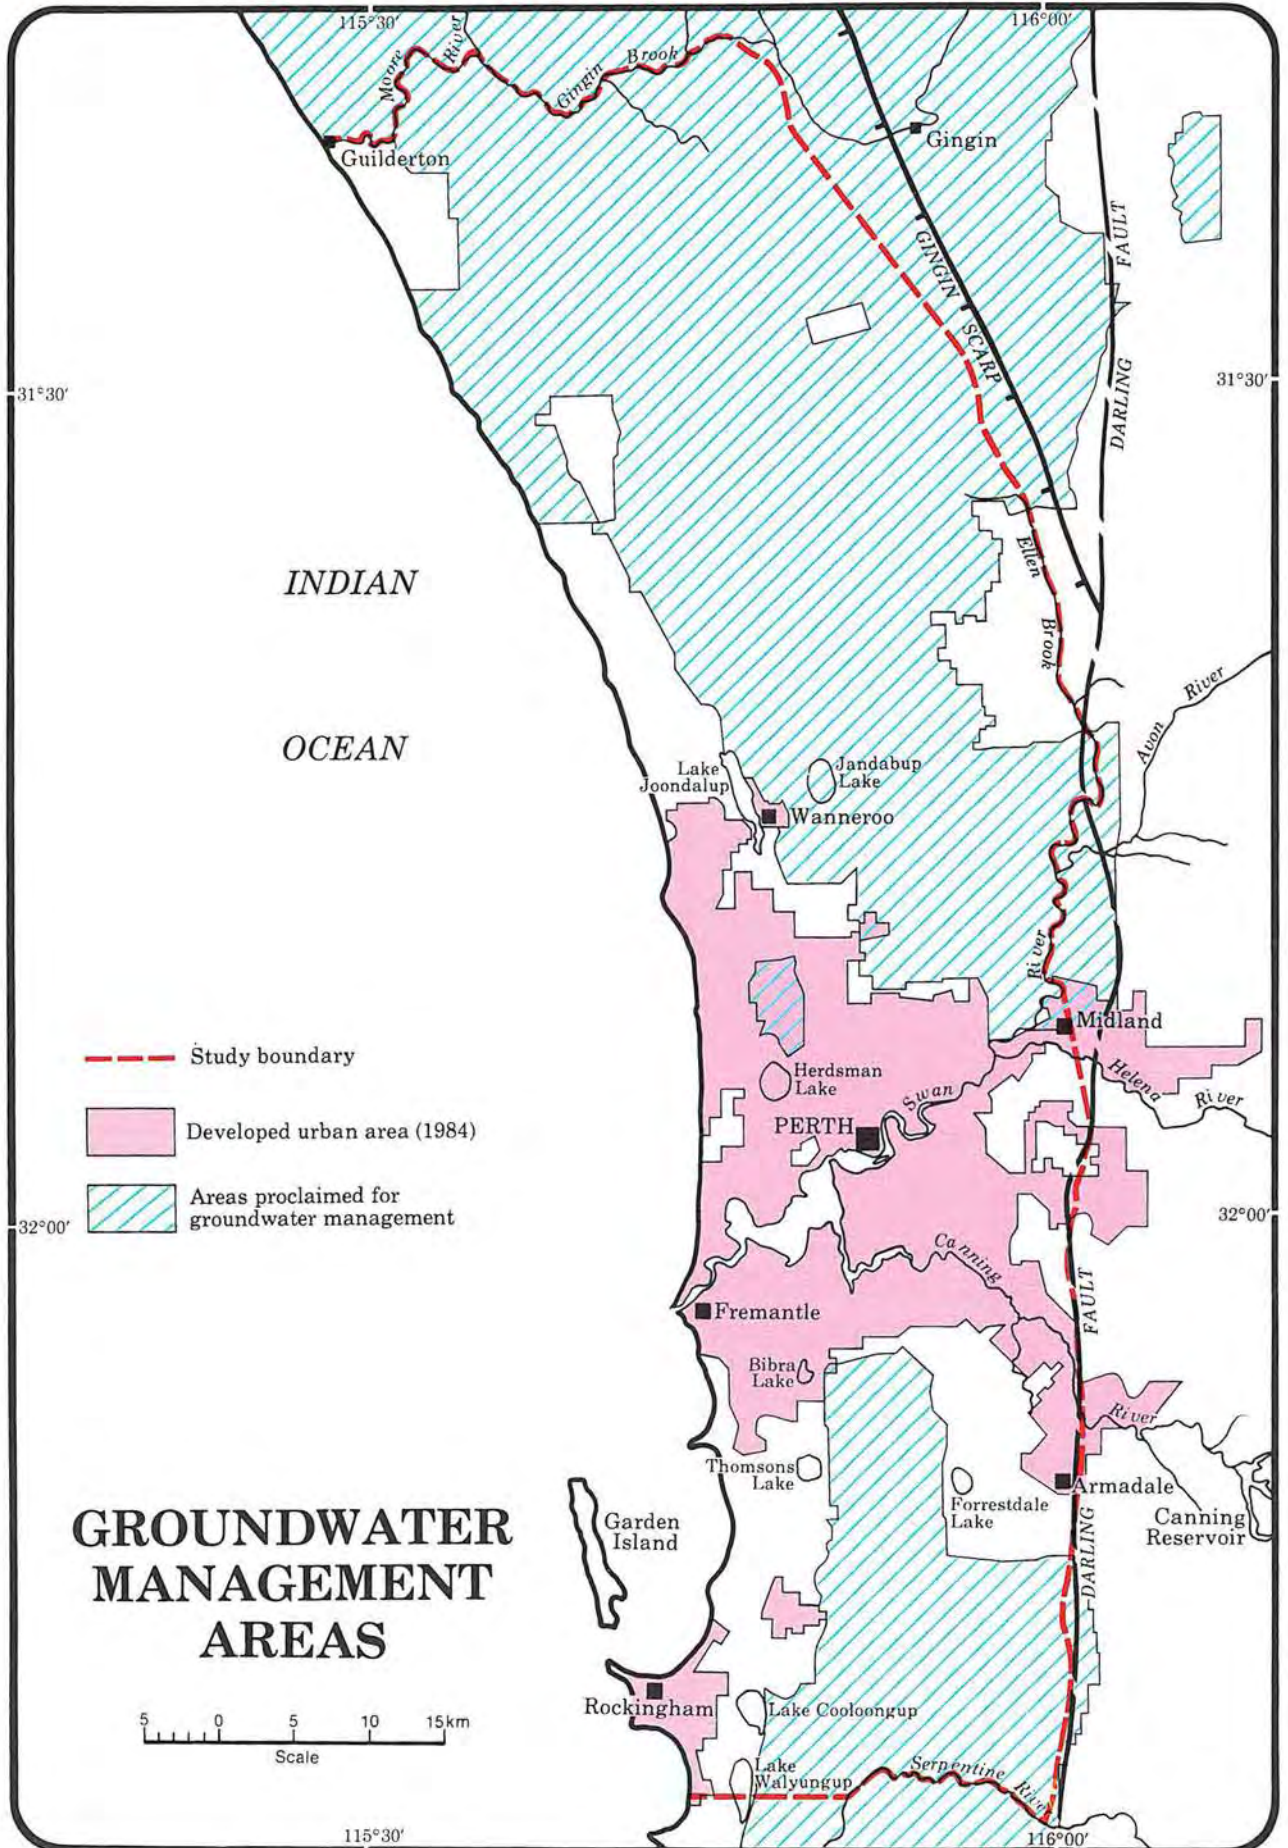 115°30′
116°00′
Moore
River
Gingin
Brook
Guilderton
Gingin
GINGIN
SCARP
FAULT
DARLING
31°30′
31°30′
INDIAN
OCEAN
Ellen
Brook
Avon
River
Lake
Joondalup
Jandabup
Lake
Wanneroo
River
Midland
Study boundary
Developed urban area (1984)
Areas proclaimed for
groundwater management
Herdsman
Lake
Helena
River
Swan
PERTH
32°00′
32°00′
Canning
Fremantle
FAULT
Bibra
Lake
River
Thomsons
Lake
Armadale
Forrestdale
Lake
Canning
Reservoir
DARLING
GROUNDWATER
MANAGEMENT
AREAS
Garden
Island
Rockingham
Lake Cooloongup
5 0 5 10 15km
Scale
Lake
Walyungup
Serpentine
River
115°30′
116°00′